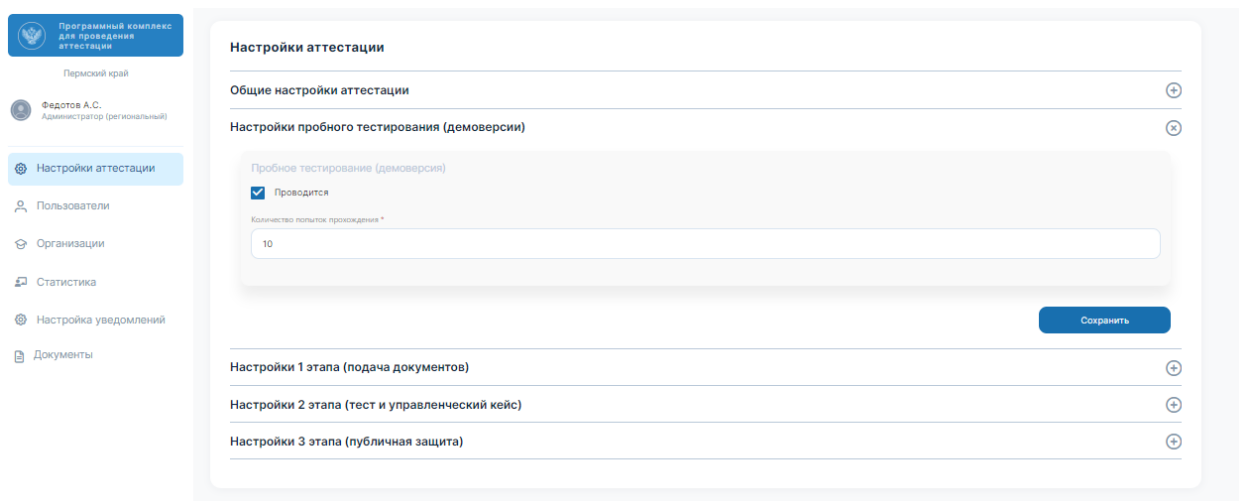 Программный комплекс
для проведения
аттестации
Пермский край
Федотов А.С.
Администратор (региональный)
Настройки аттестации
Пользователи
Организации
Статистика
Настройка уведомлений
Документы
Настройки аттестации
Общие настройки аттестации
Настройки пробного тестирования (демоверсии)
Пробное тестирование (демоверсия)
Проводится
Количество попыток прохождения *
10
Сохранить
Настройки 1 этапа (подача документов)
Настройки 2 этапа (тест и управленческий кейс)
Настройки 3 этапа (публичная защита)